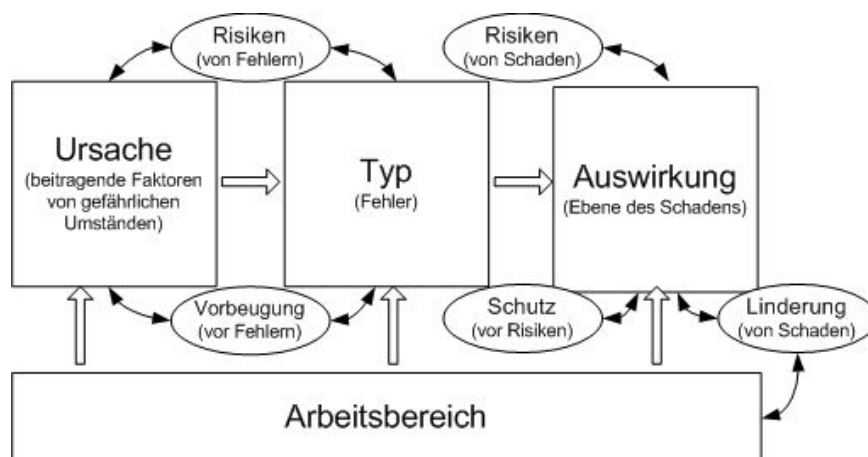 Risiken
(von Fehlern)
Risiken
(von Schaden)
Ursache
(beitragende Faktoren
von gefährlichen
Umständen)
Typ
(Fehler)
Auswirkung
(Ebene des Schadens)
Vorbeugung
(vor Fehlern)
Schutz
(vor Risiken)
Linderung
(von Schaden)
Arbeitsbereich